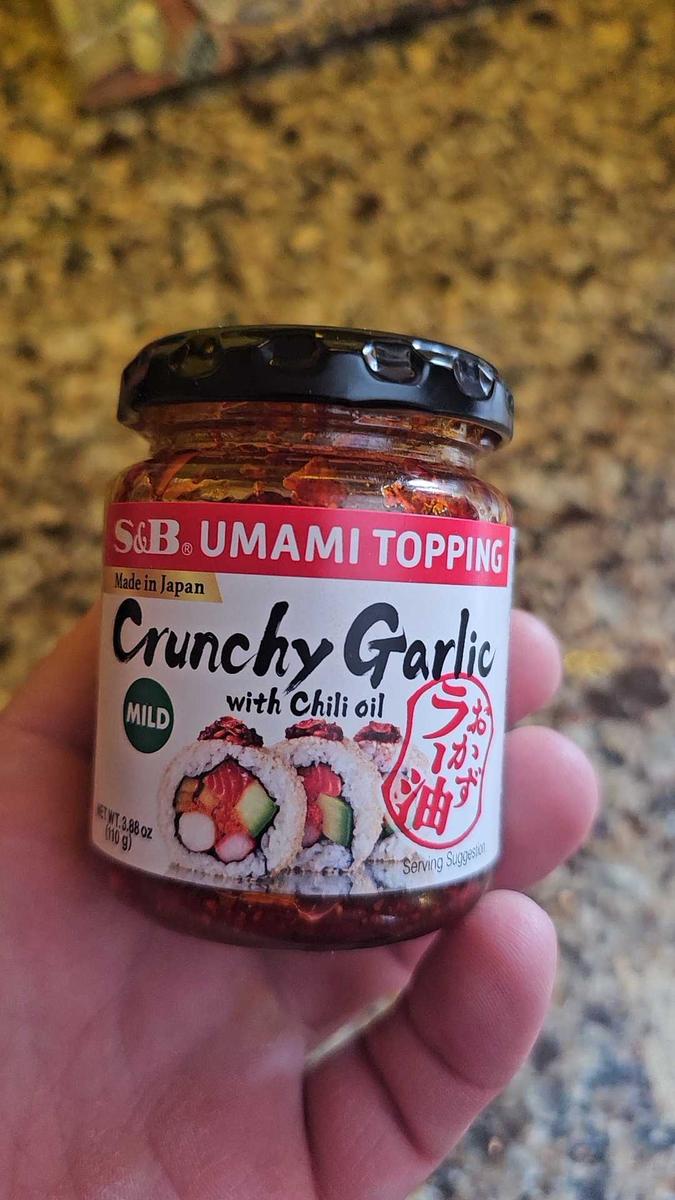 S&B® UMAMI TOPPING
Made in Japan
Crunchy Garlic
with Chili oil
MILD
おかず
ラー油
NET WT. 3.88 oz
(110 g)
Serving Suggestion